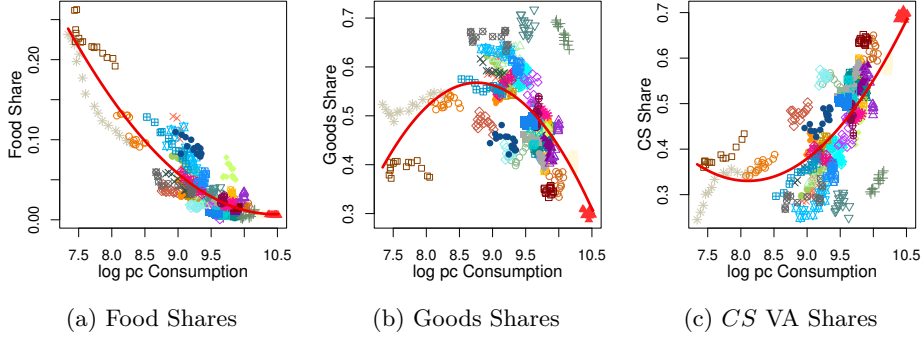 Food Share
0.00
0.10
0.20
7.5 8.0 8.5 9.0 9.5 10.5
log pc Consumption
(a) Food Shares
Goods Share
0.3 0.4 0.5 0.6 0.7
7.5 8.0 8.5 9.0 9.5 10.5
log pc Consumption
(b) Goods Shares
CS Share
0.3 0.4 0.5 0.6 0.7
7.5 8.0 8.5 9.0 9.5 10.5
log pc Consumption
(c) CS VA Shares